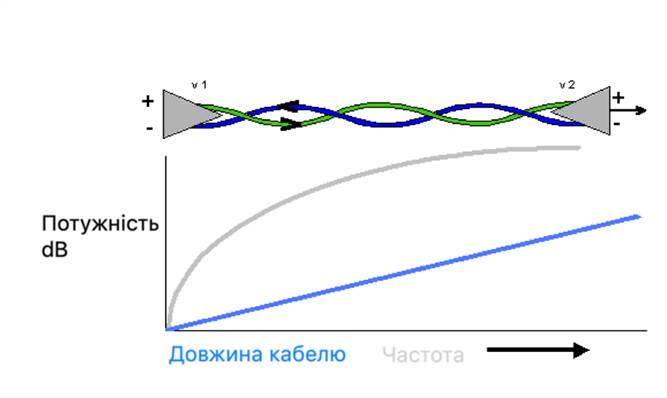 v 1 v 2
+ +
- -
Потужність
dB
Довжина кабелю Частота